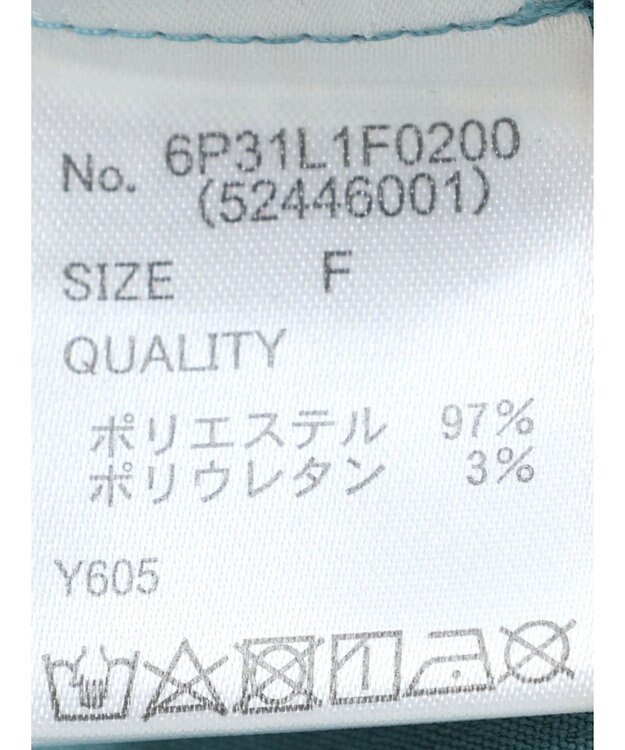 No. 6P31L1F0200
(52446001)
SIZE F
QUALITY
ポリエステル 97%
ポリウレタン 3%
Y605